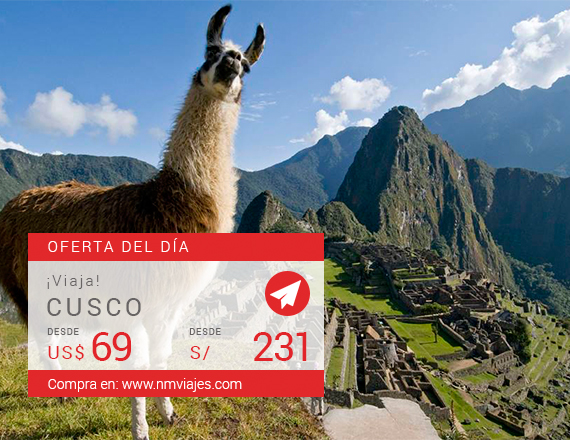 OFERTA DEL DÍA
¡Viaja!
CUSCO
DESDE DESDE
US$ 69 S/ 231
Compra en: www.nmviajes.com